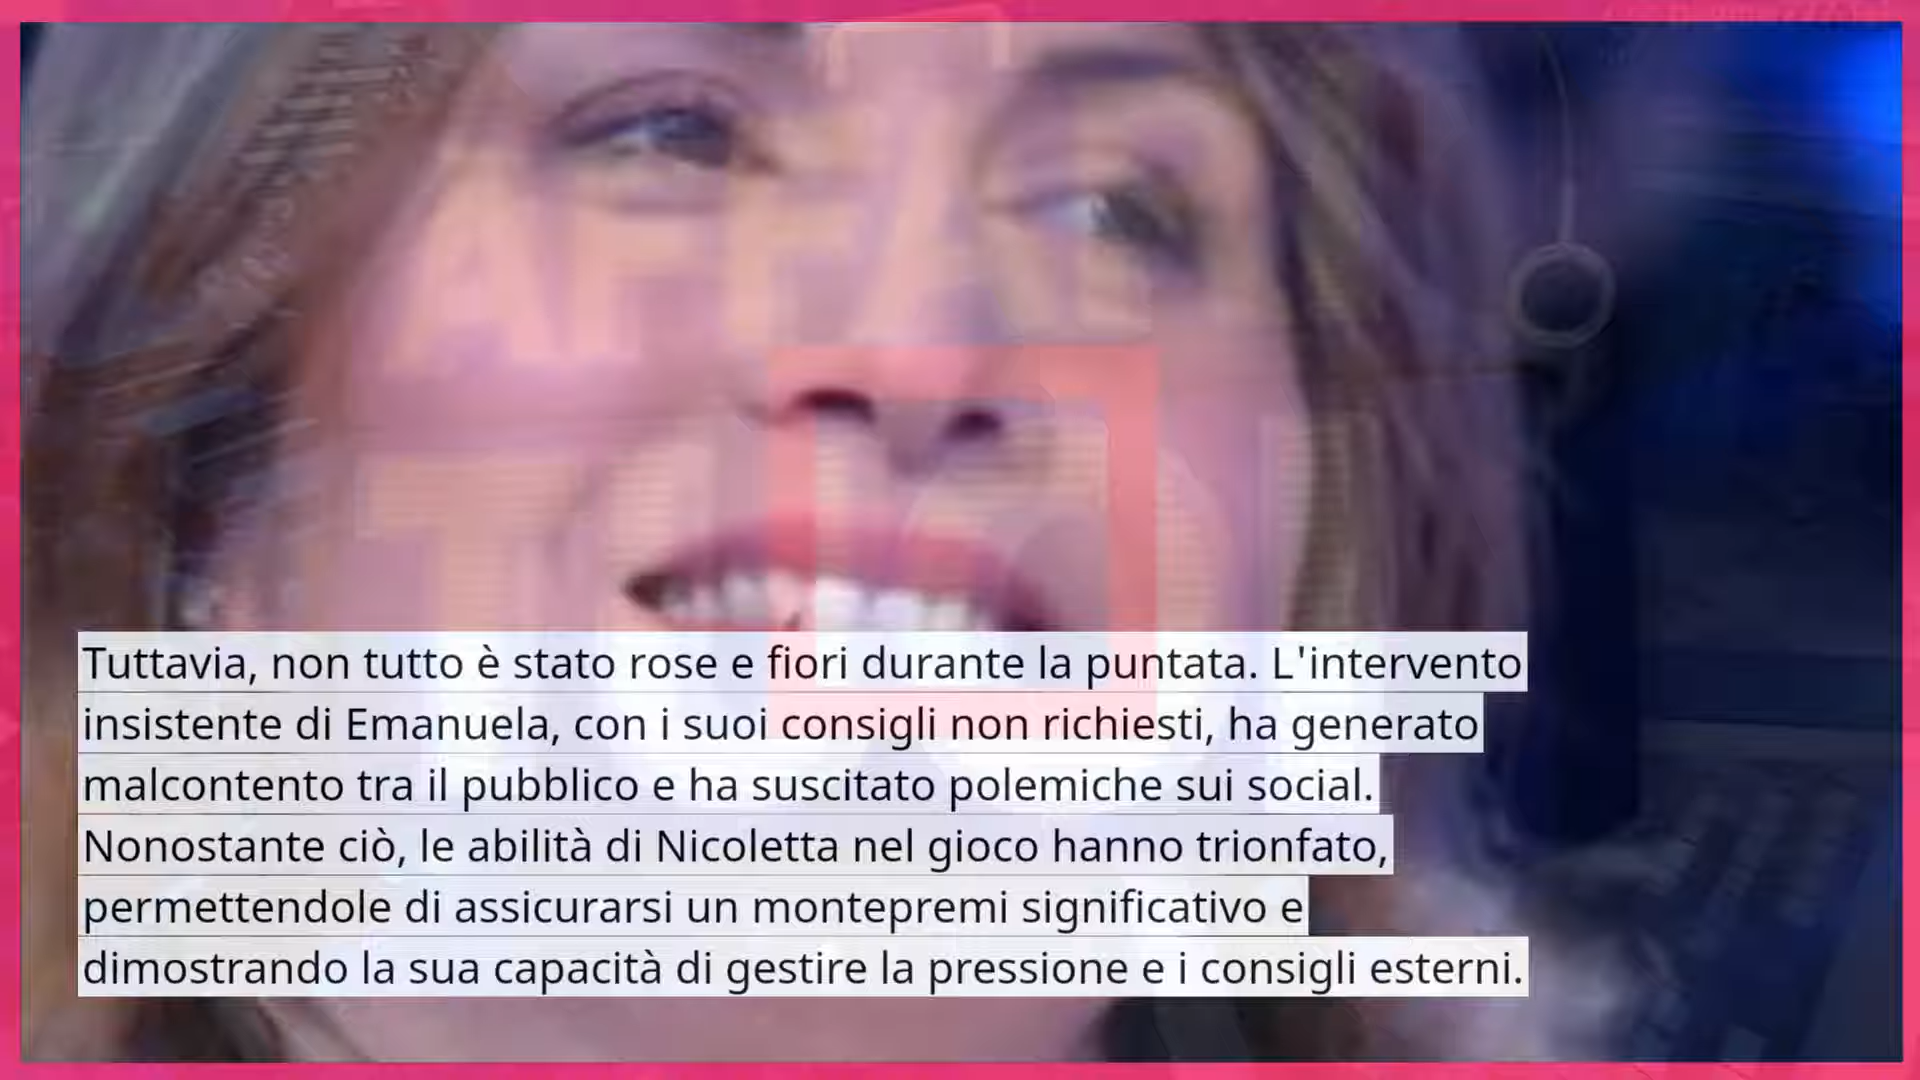 AFFARI
TUOI
Tuttavia, non tutto è stato rose e fiori durante la puntata. L'intervento
insistente di Emanuela, con i suoi consigli non richiesti, ha generato
malcontento tra il pubblico e ha suscitato polemiche sui social.
Nonostante ciò, le abilità di Nicoletta nel gioco hanno trionfato,
permettendole di assicurarsi un montepremi significativo e
dimostrando la sua capacità di gestire la pressione e i consigli esterni.